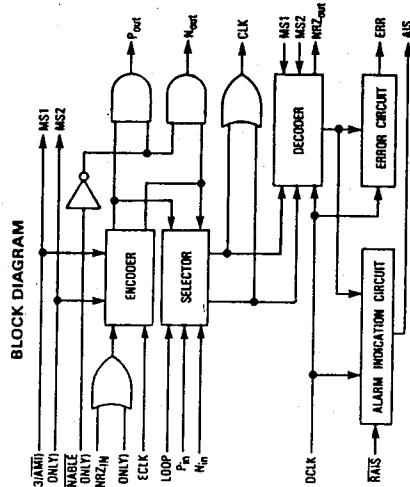 BLOCK DIAGRAM
3/AMI)
ONLY)
NABLE
ONLY)
NRZIN
ONLY)
ECLK
LOOP
Pin
Nin
DCLK
RAIS
ENCODER
SELECTOR
DECODER
ALARM INDICATION CIRCUIT
ERROR CIRCUIT
MS1
MS2
Pout
Nout
CLK
MS1
MS2
NRZout
ERR
AIS